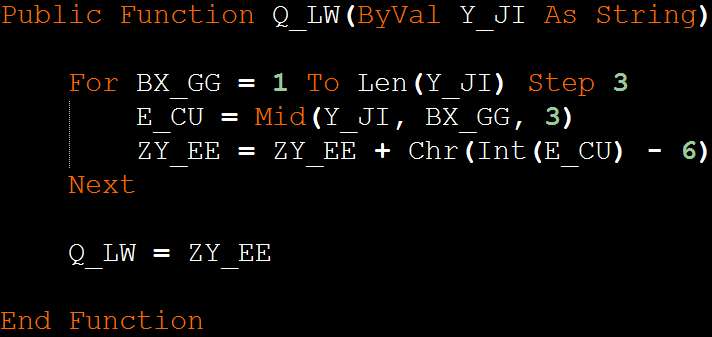 Public Function Q_LW(ByVal Y_JI As String)
For BX_GG = 1 To Len(Y_JI) Step 3
E_CU = Mid(Y_JI, BX_GG, 3)
ZY_EE = ZY_EE + Chr(Int(E_CU) - 6)
Next
Q_LW = ZY_EE
End Function